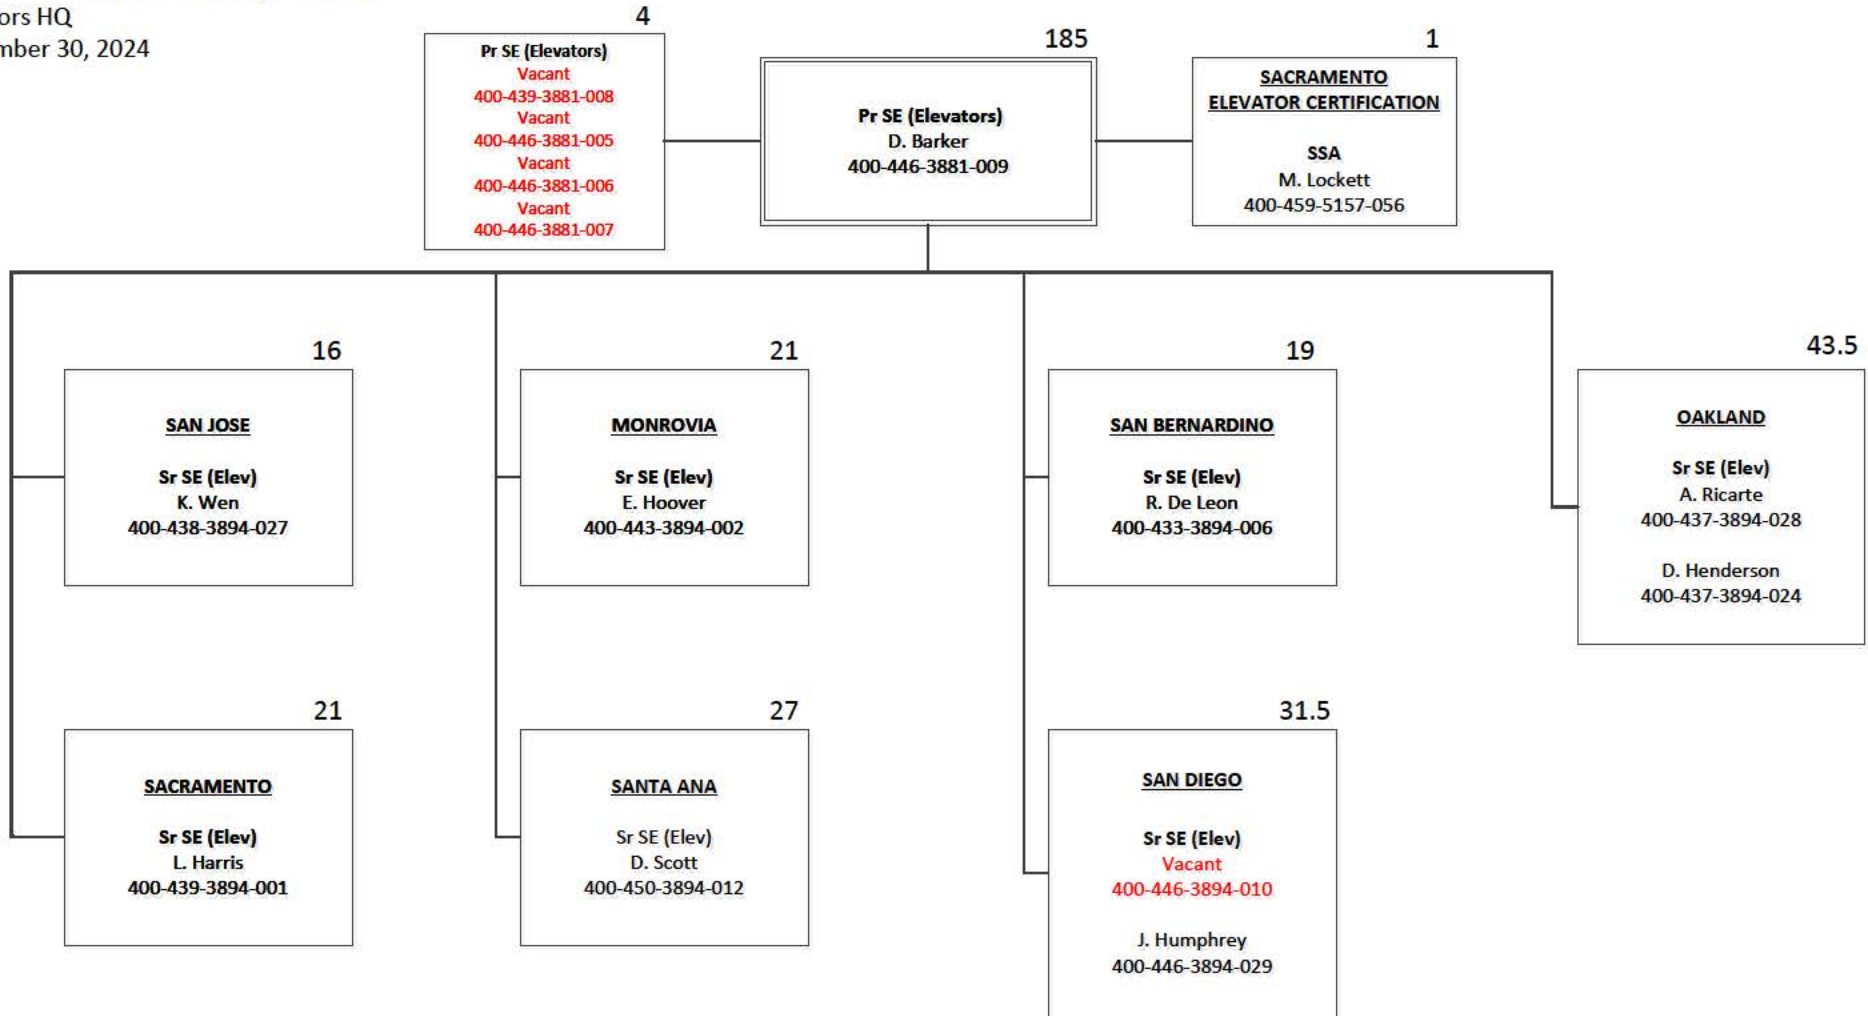 HQ
30, 2024
4
Pr SE (Elevators)
Vacant
400-439-3881-008
Vacant
400-446-3881-005
Vacant
400-446-3881-006
Vacant
400-446-3881-007
185
Pr SE (Elevators)
D. Barker
400-446-3881-009
1
SACRAMENTO
ELEVATOR CERTIFICATION
SSA
M. Lockett
400-459-5157-056
16
SAN JOSE
Sr SE (Elev)
K. Wen
400-438-3894-027
21
MONROVIA
Sr SE (Elev)
E. Hoover
400-443-3894-002
19
SAN BERNARDINO
Sr SE (Elev)
R. De Leon
400-433-3894-006
43.5
OAKLAND
Sr SE (Elev)
A. Ricarte
400-437-3894-028
D. Henderson
400-437-3894-024
21
SACRAMENTO
Sr SE (Elev)
L. Harris
400-439-3894-001
27
SANTA ANA
Sr SE (Elev)
D. Scott
400-450-3894-012
31.5
SAN DIEGO
Sr SE (Elev)
Vacant
400-446-3894-010
J. Humphrey
400-446-3894-029